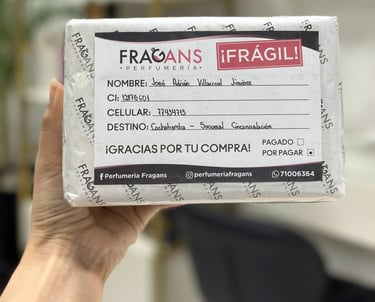 FRAGANS
• PERFUMERÍA •
¡FRÁGIL!
NOMBRE: José Adrián Villarroel Jiménez
CI:
CELULAR:
DESTINO: Cochabamba - Sucursal Circunvalación
¡GRACIAS POR TU COMPRA!
PAGADO
POR PAGAR
Perfumeria Fragans
perfumeriafragans
71006364